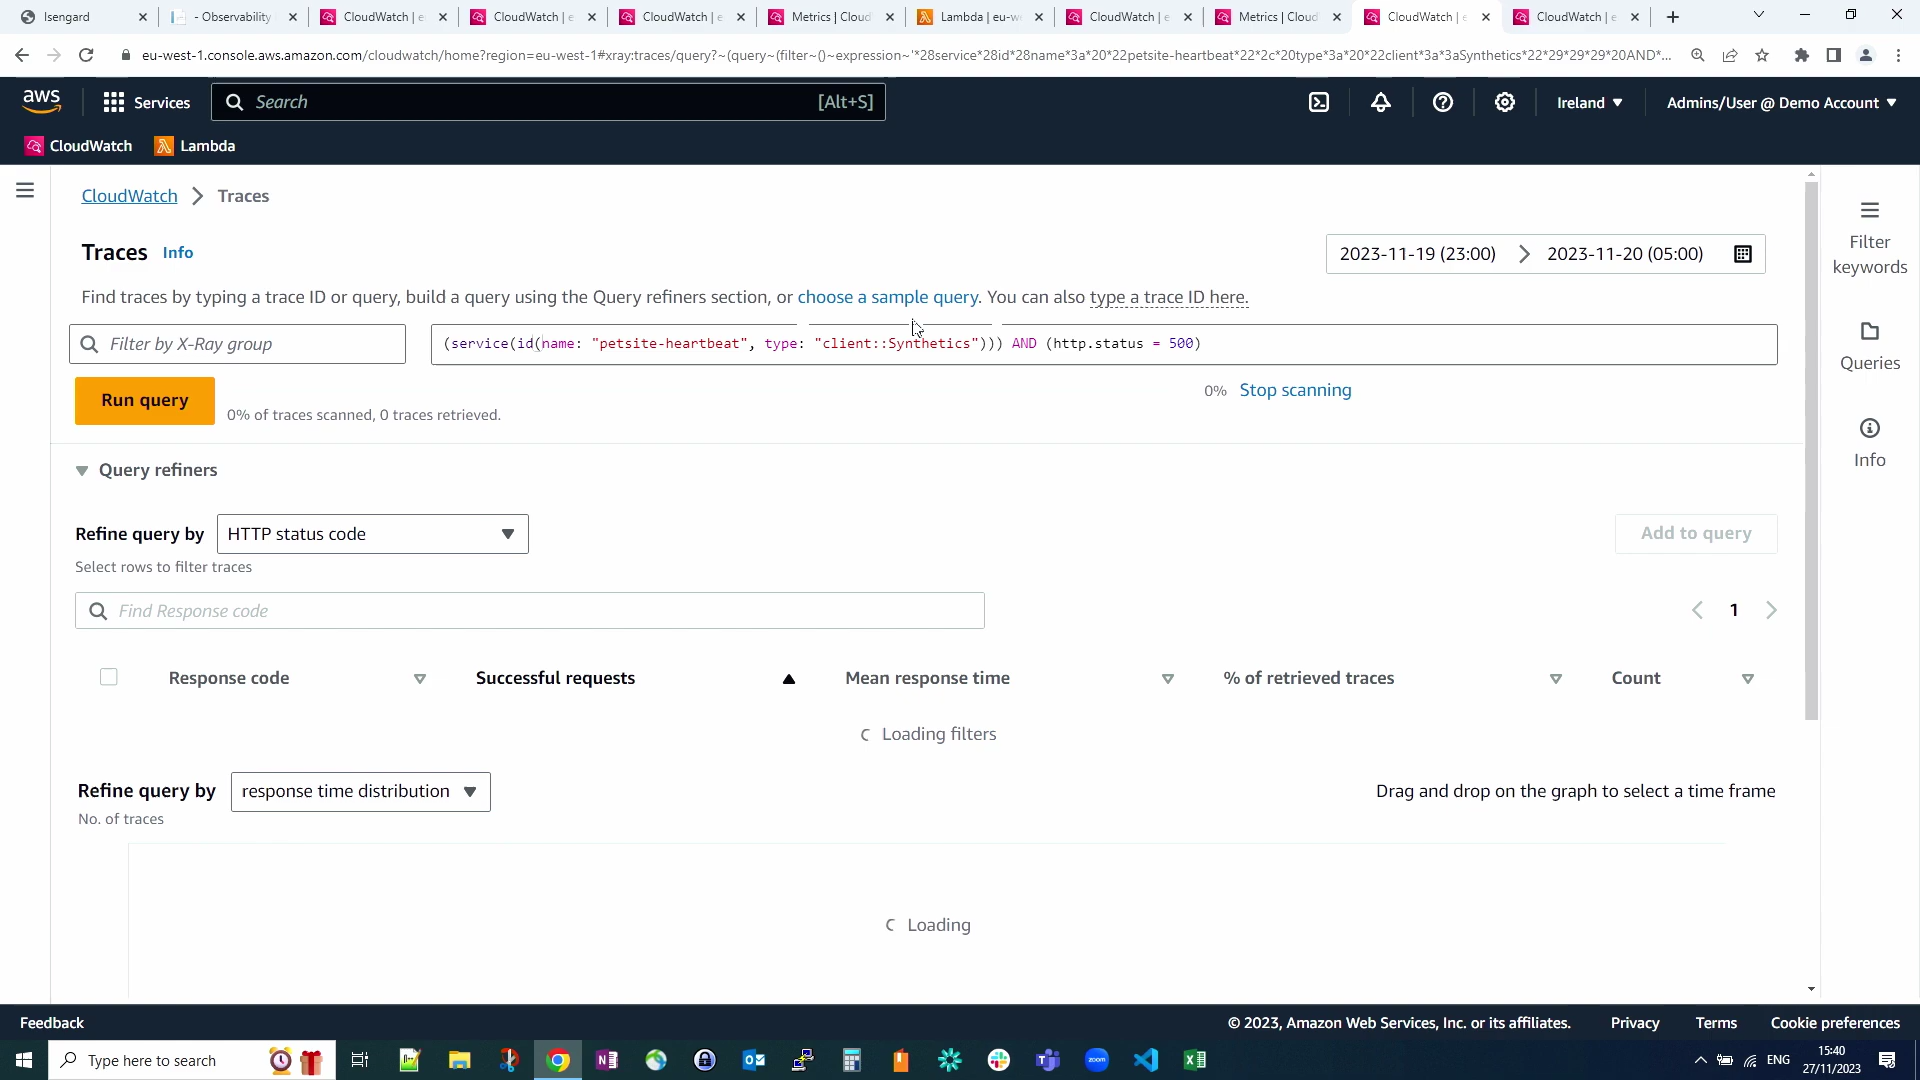 Isengard
- Observability
CloudWatch | e
CloudWatch | e
CloudWatch | e
Metrics | Cloud
Lambda | eu-we
CloudWatch | e
Metrics | Cloud
CloudWatch | e
CloudWatch | e
eu-west-1.console.aws.amazon.com/cloudwatch/home?region=eu-west-1#xray:traces/query?~(query~(filter~()~expression~'*28service*28id*28name*3a*20*22petsite-heartbeat*22*2c*20type*3a*20*22client*3a*3aSynthetics*22*29*29*29*20AND*...
aws
Services
Search
[Alt+S]
Ireland
Admins/User @ Demo Account
CloudWatch
Lambda
CloudWatch > Traces
Traces Info
2023-11-19 (23:00) > 2023-11-20 (05:00)
Find traces by typing a trace ID or query, build a query using the Query refiners section, or choose a sample query. You can also type a trace ID here.
Filter by X-Ray group
(service(id(name: "petsite-heartbeat", type: "client::Synthetics"))) AND (http.status = 500)
Run query
0% of traces scanned, 0 traces retrieved.
0% Stop scanning
Filter
keywords
Queries
Info
Query refiners
Refine query by HTTP status code
Add to query
Select rows to filter traces
Find Response code
1
Response code Successful requests Mean response time % of retrieved traces Count
Loading filters
Refine query by response time distribution
Drag and drop on the graph to select a time frame
No. of traces
Loading
Feedback
© 2023, Amazon Web Services, Inc. or its affiliates.
Privacy
Terms
Cookie preferences
Type here to search
zoom
ENG
15:40
27/11/2023